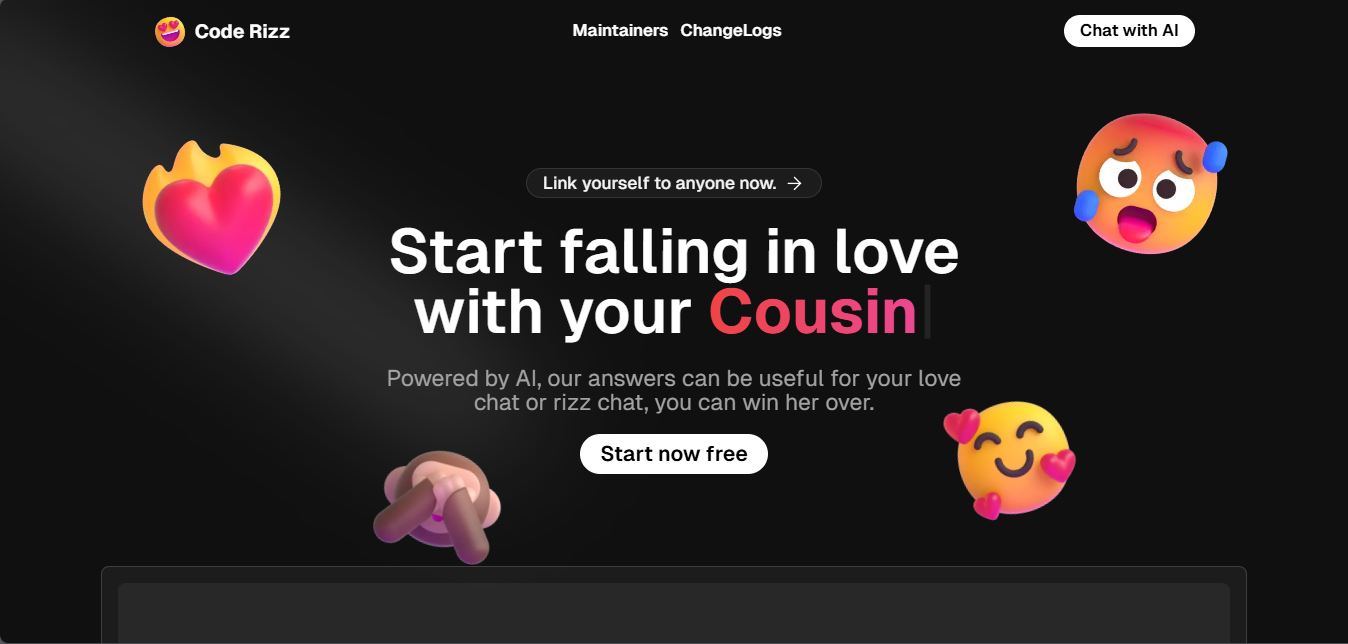 Code Rizz
Maintainers ChangeLogs
Chat with AI
Link yourself to anyone now. →
Start falling in love
with your Cousin
Powered by AI, our answers can be useful for your love
chat or rizz chat, you can win her over.
Start now free